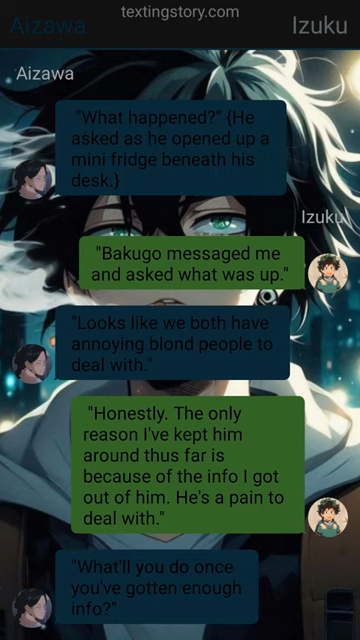 textingstory.com
Aizawa Izuku
Aizawa
"What happened?" {He
asked as he opened up a
mini fridge beneath his
desk.}
Izuku
"Bakugo messaged me
and asked what was up."
"Looks like we both have
annoying blond people to
deal with."
"Honestly. The only
reason I've kept him
around thus far is
because of the info I got
out of him. He's a pain to
deal with."
"What'll you do once
you've gotten enough
info?"